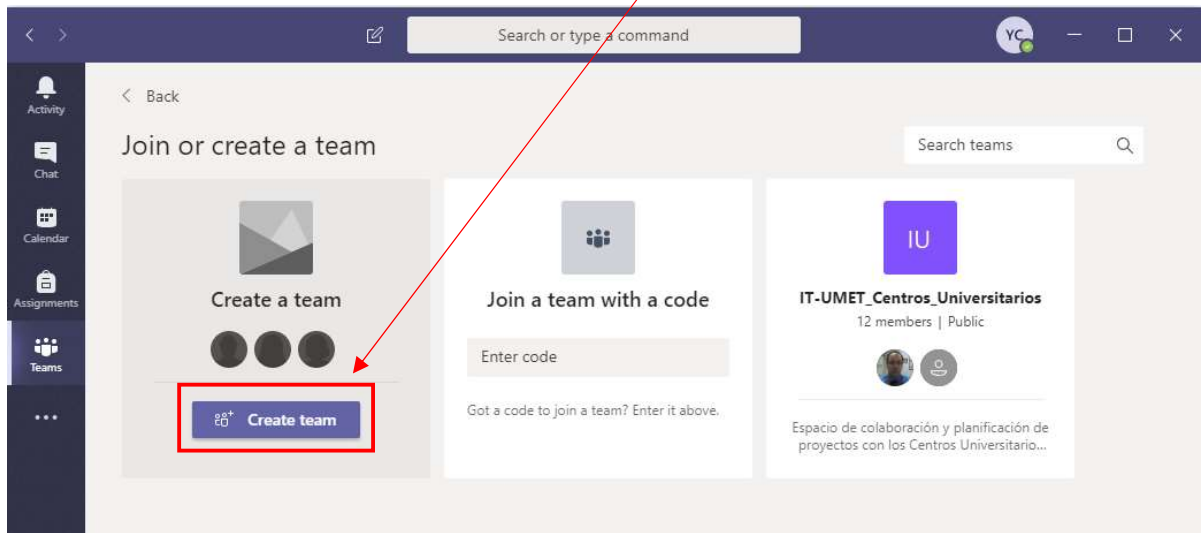 Search or type a command
YC
Activity
Chat
Calendar
Assignments
Teams
Back
Join or create a team
Search teams
Create a team
Create team
Join a team with a code
Enter code
Got a code to join a team? Enter it above.
IU
IT-UMET_Centros_Universitarios
12 members | Public
Espacio de colaboración y planificación de
proyectos con los Centros Universitario...